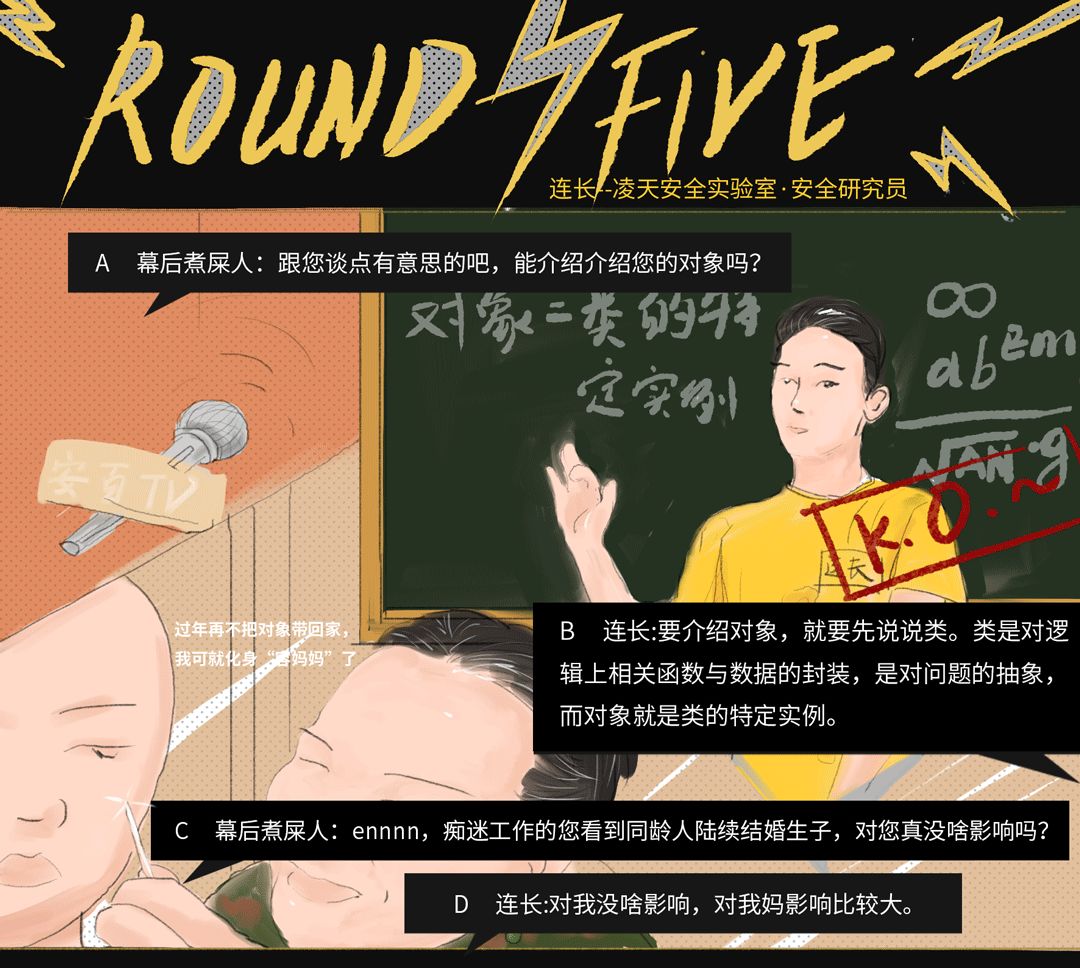 ROUND FIVE
连长--凌天安全实验室·安全研究员
A 幕后煮屎人：跟您谈点有意思的吧，能介绍介绍您的对象吗？
对象=类的特
定实例
∞
ab
2m
√AN·g
安百TV
K.O.~
过年再不把对象带回家，
我可就化身“容妈妈”了
B 连长:要介绍对象，就要先说说类。类是对逻
辑上相关函数与数据的封装，是对问题的抽象，
而对象就是类的特定实例。
C 幕后煮屎人：ennnn，痴迷工作的您看到同龄人陆续结婚生子，对您真没啥影响吗？
D 连长:对我没啥影响，对我妈影响比较大。